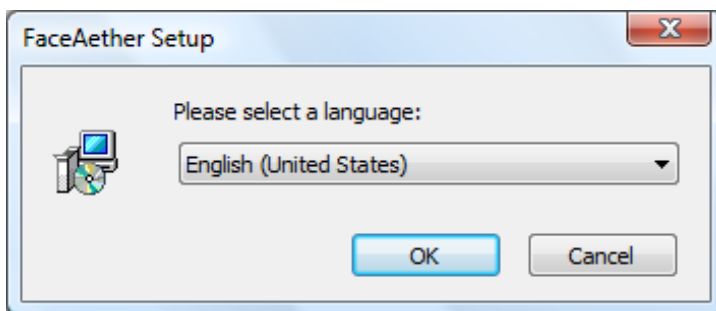 FaceAether Setup
Please select a language:
English (United States)
OK
Cancel